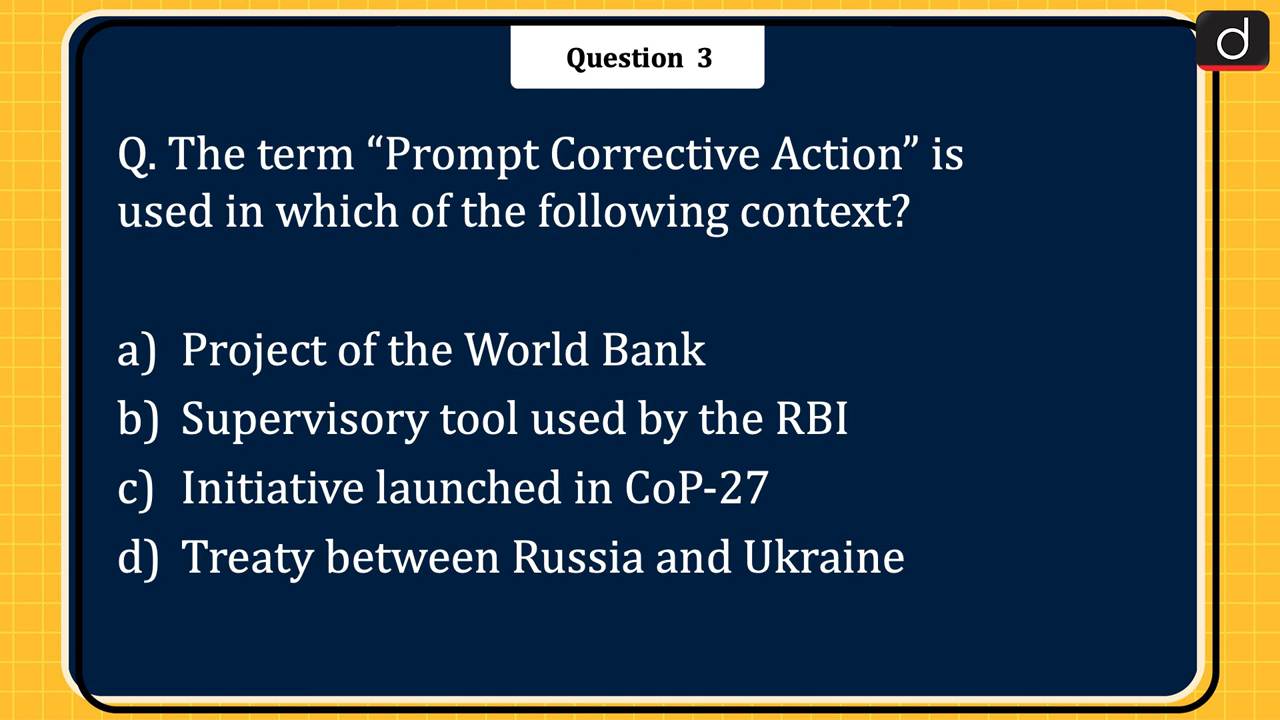 Question 3
d
Q. The term “Prompt Corrective Action” is
used in which of the following context?
a) Project of the World Bank
b) Supervisory tool used by the RBI
c) Initiative launched in CoP-27
d) Treaty between Russia and Ukraine